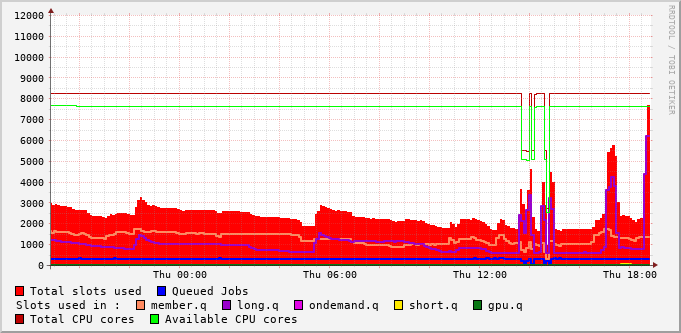 RRDTOOL / TOBI OETIKER
12000
11000
10000
9000
8000
7000
6000
5000
4000
3000
2000
1000
0
Thu 00:00 Thu 06:00 Thu 12:00 Thu 18:00
Total slots used Queued Jobs
Slots used in : member.q long.q ondemand.q short.q gpu.q
Total CPU cores Available CPU cores